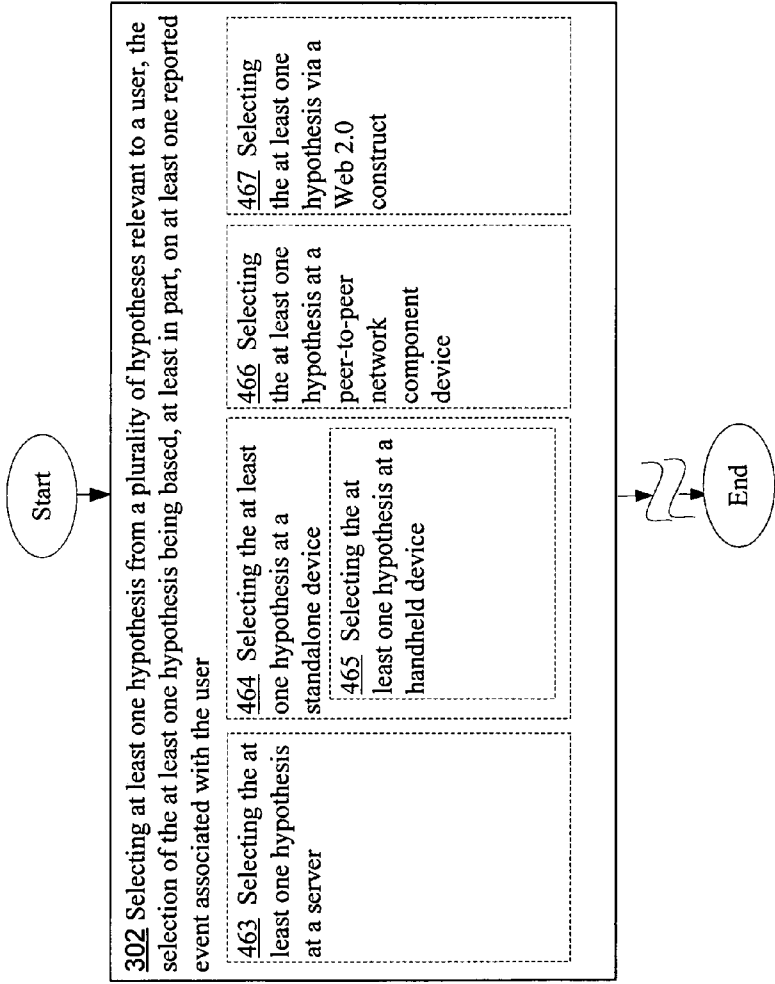 Start
302 Selecting at least one hypothesis from a plurality of hypotheses relevant to a user, the
selection of the at least one hypothesis being based, at least in part, on at least one reported
event associated with the user
463 Selecting the at
least one hypothesis
at a server
464 Selecting the at least
one hypothesis at a
standalone device
465 Selecting the at
least one hypothesis at a
handheld device
466 Selecting
the at least one
hypothesis at a
peer-to-peer
network
component
device
467 Selecting
the at least one
hypothesis via a
Web 2.0
construct
End